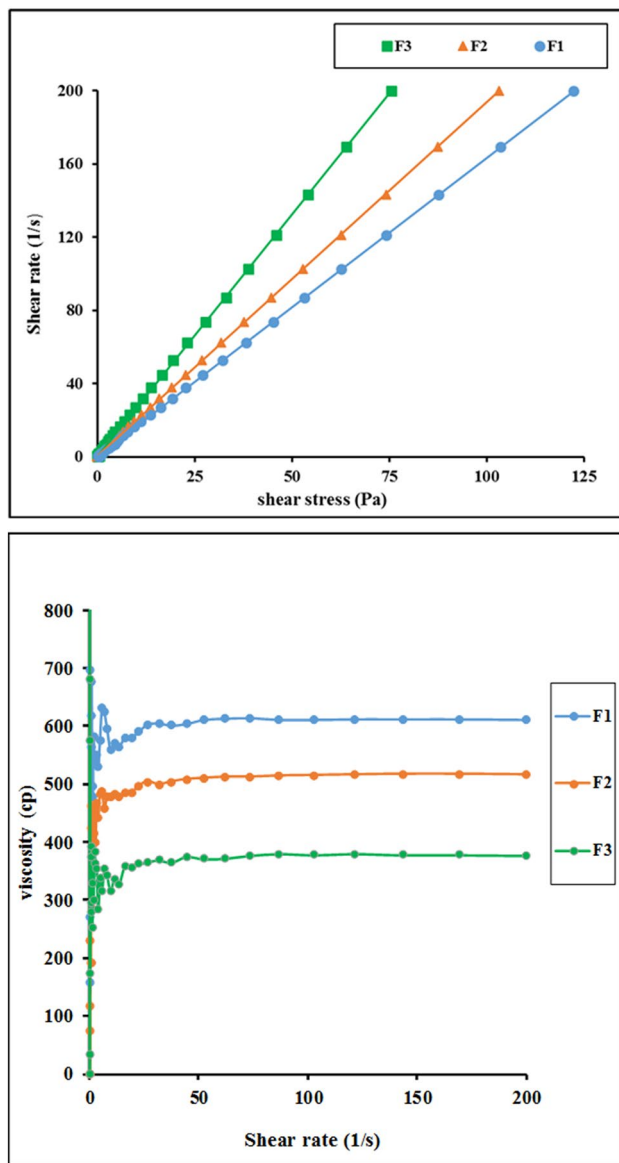 F3 F2 F1
200
160
120
80
40
0
Shear rate (1/s)
0 25 50 75 100 125
shear stress (Pa)
800
700
600
500
400
300
200
100
0
viscosity (cp)
F1
F2
F3
0 50 100 150 200
Shear rate (1/s)